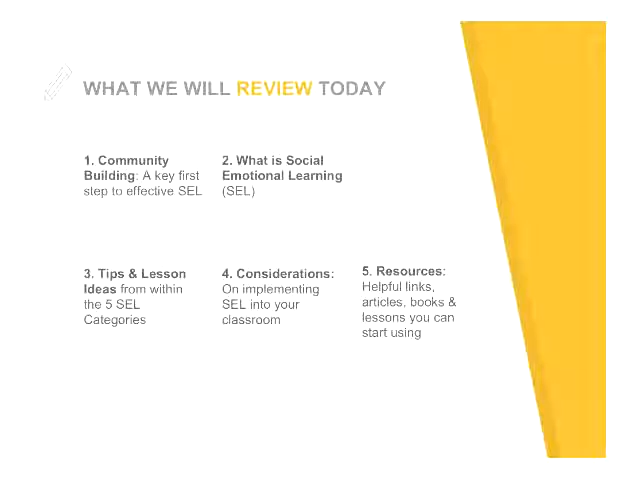 WHAT WE WILL REVIEW TODAY
1. Community
Building: A key first
step to effective SEL
2. What is Social
Emotional Learning
(SEL)
3. Tips & Lesson
Ideas from within
the 5 SEL
Categories
4. Considerations:
On implementing
SEL into your
classroom
5. Resources:
Helpful links,
articles, books &
lessons you can
start using